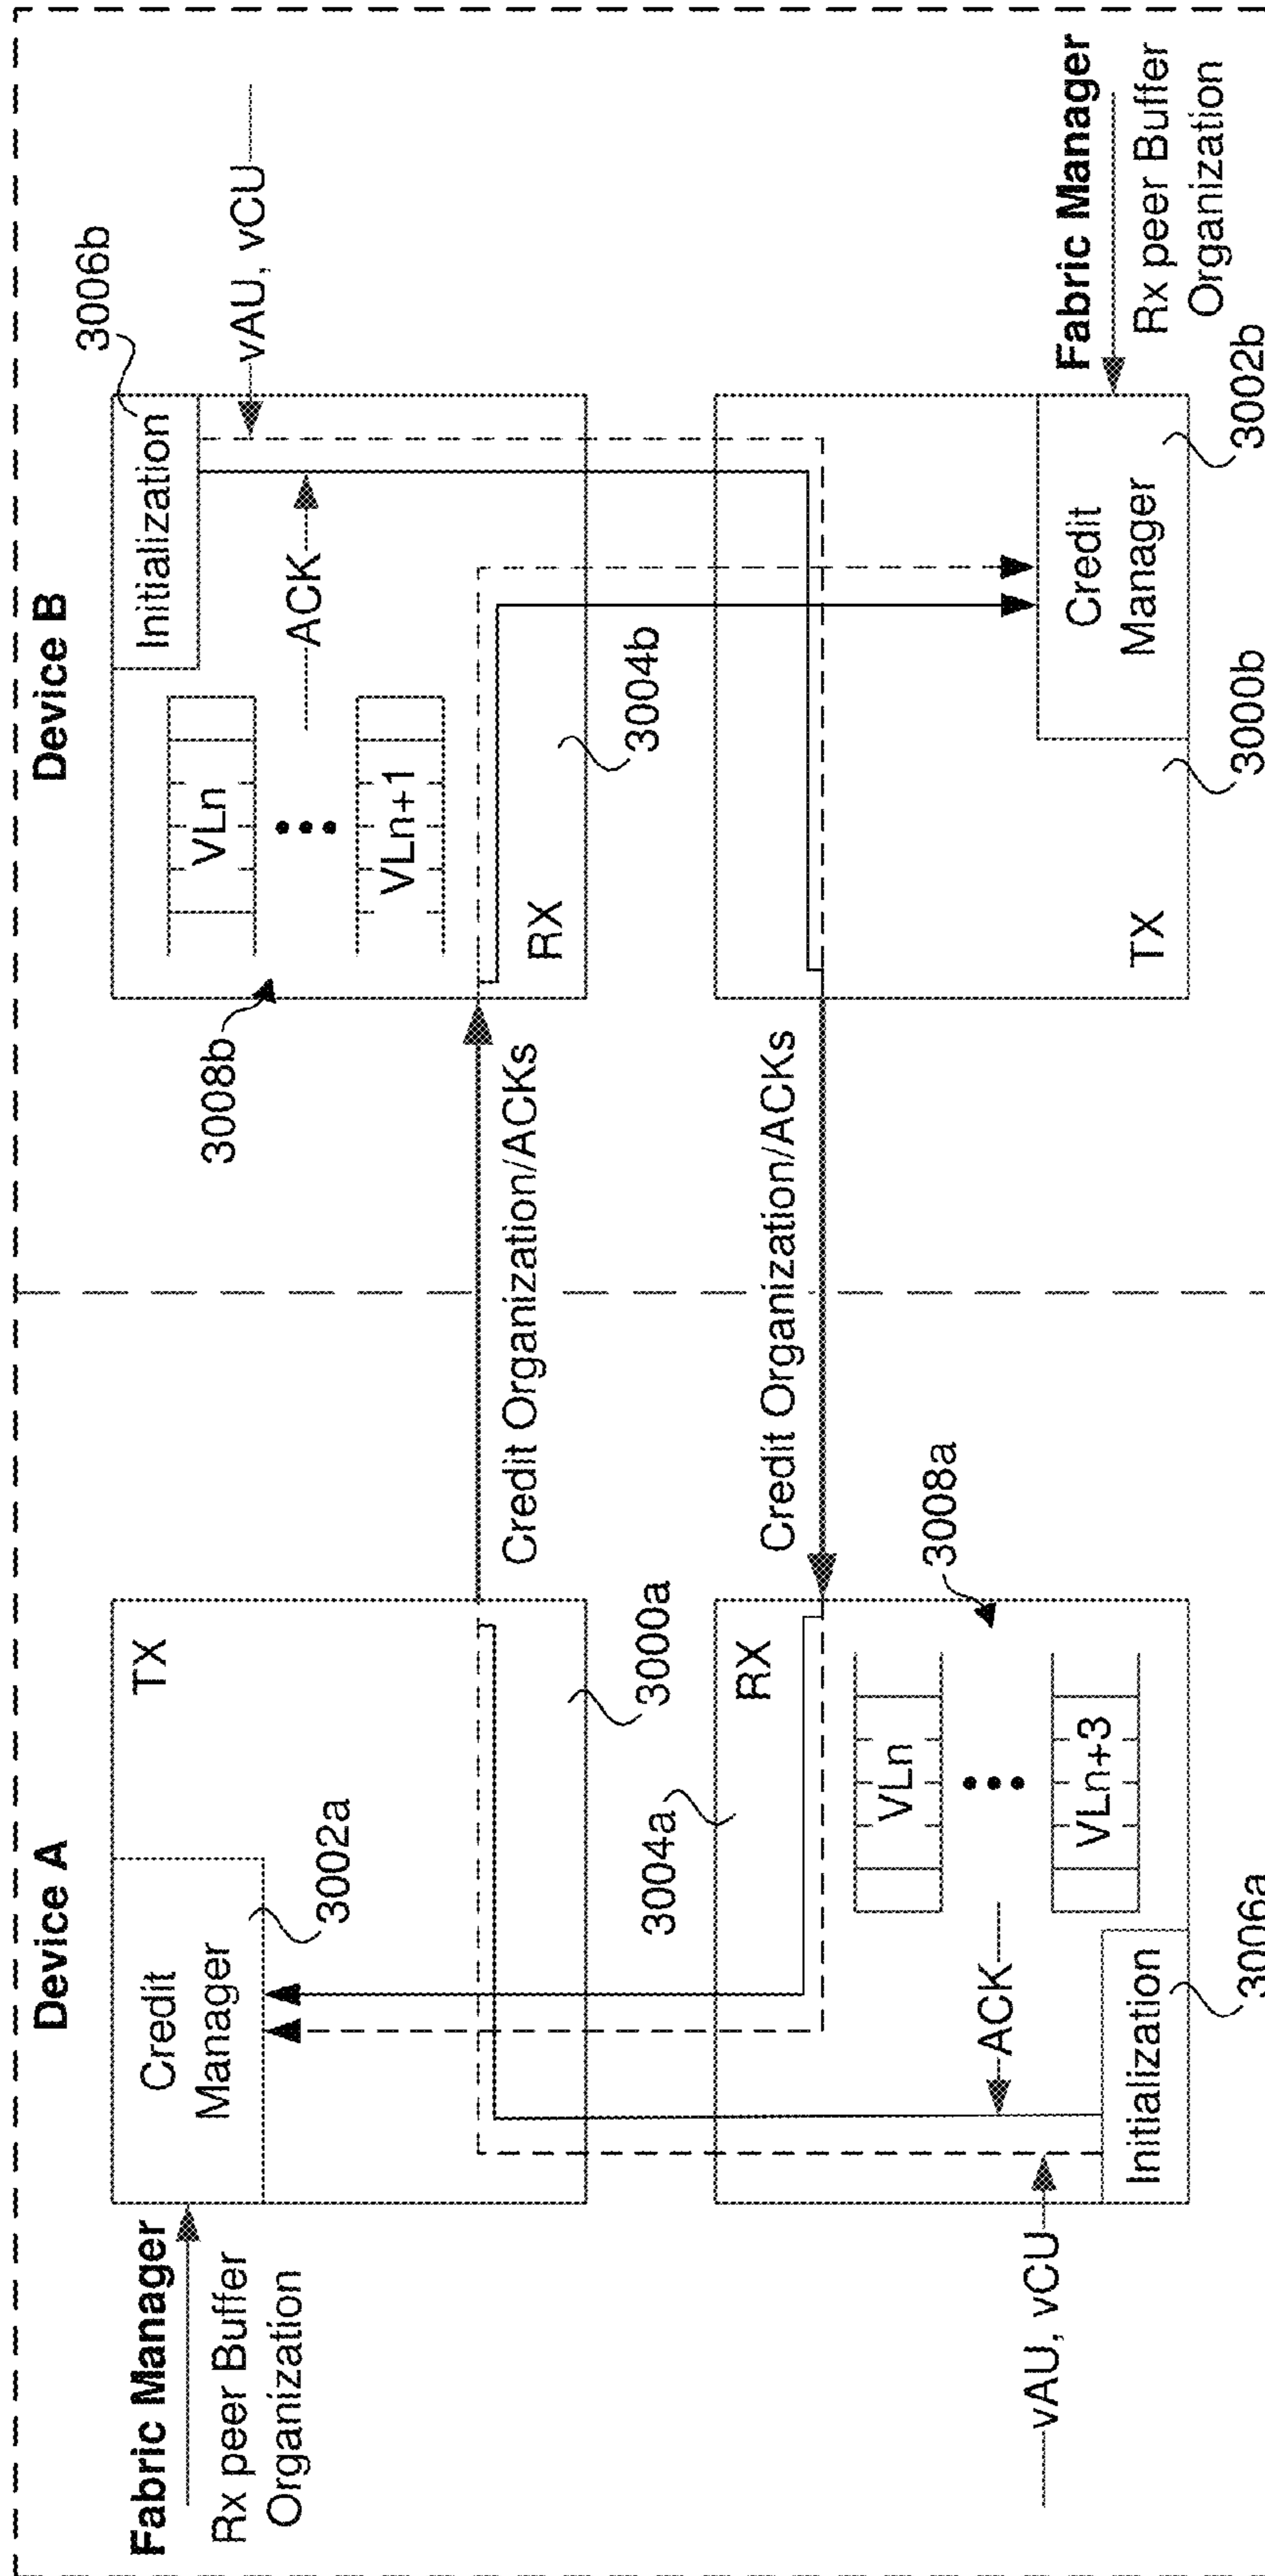 Device A
Fabric Manager
Rx peer Buffer
Organization
Credit
Manager
3002a
TX
3000a
3004a
RX
VLn
VLn+3
3008a
ACK
vAU, vCU
Initialization
3006a
Credit Organization/ACKs
Credit Organization/ACKs
Device B
3008b
VLn
VLn+1
RX
3004b
ACK
Initialization
3006b
vAU, vCU
TX
3000b
Credit
Manager
3002b
Fabric Manager
Rx peer Buffer
Organization